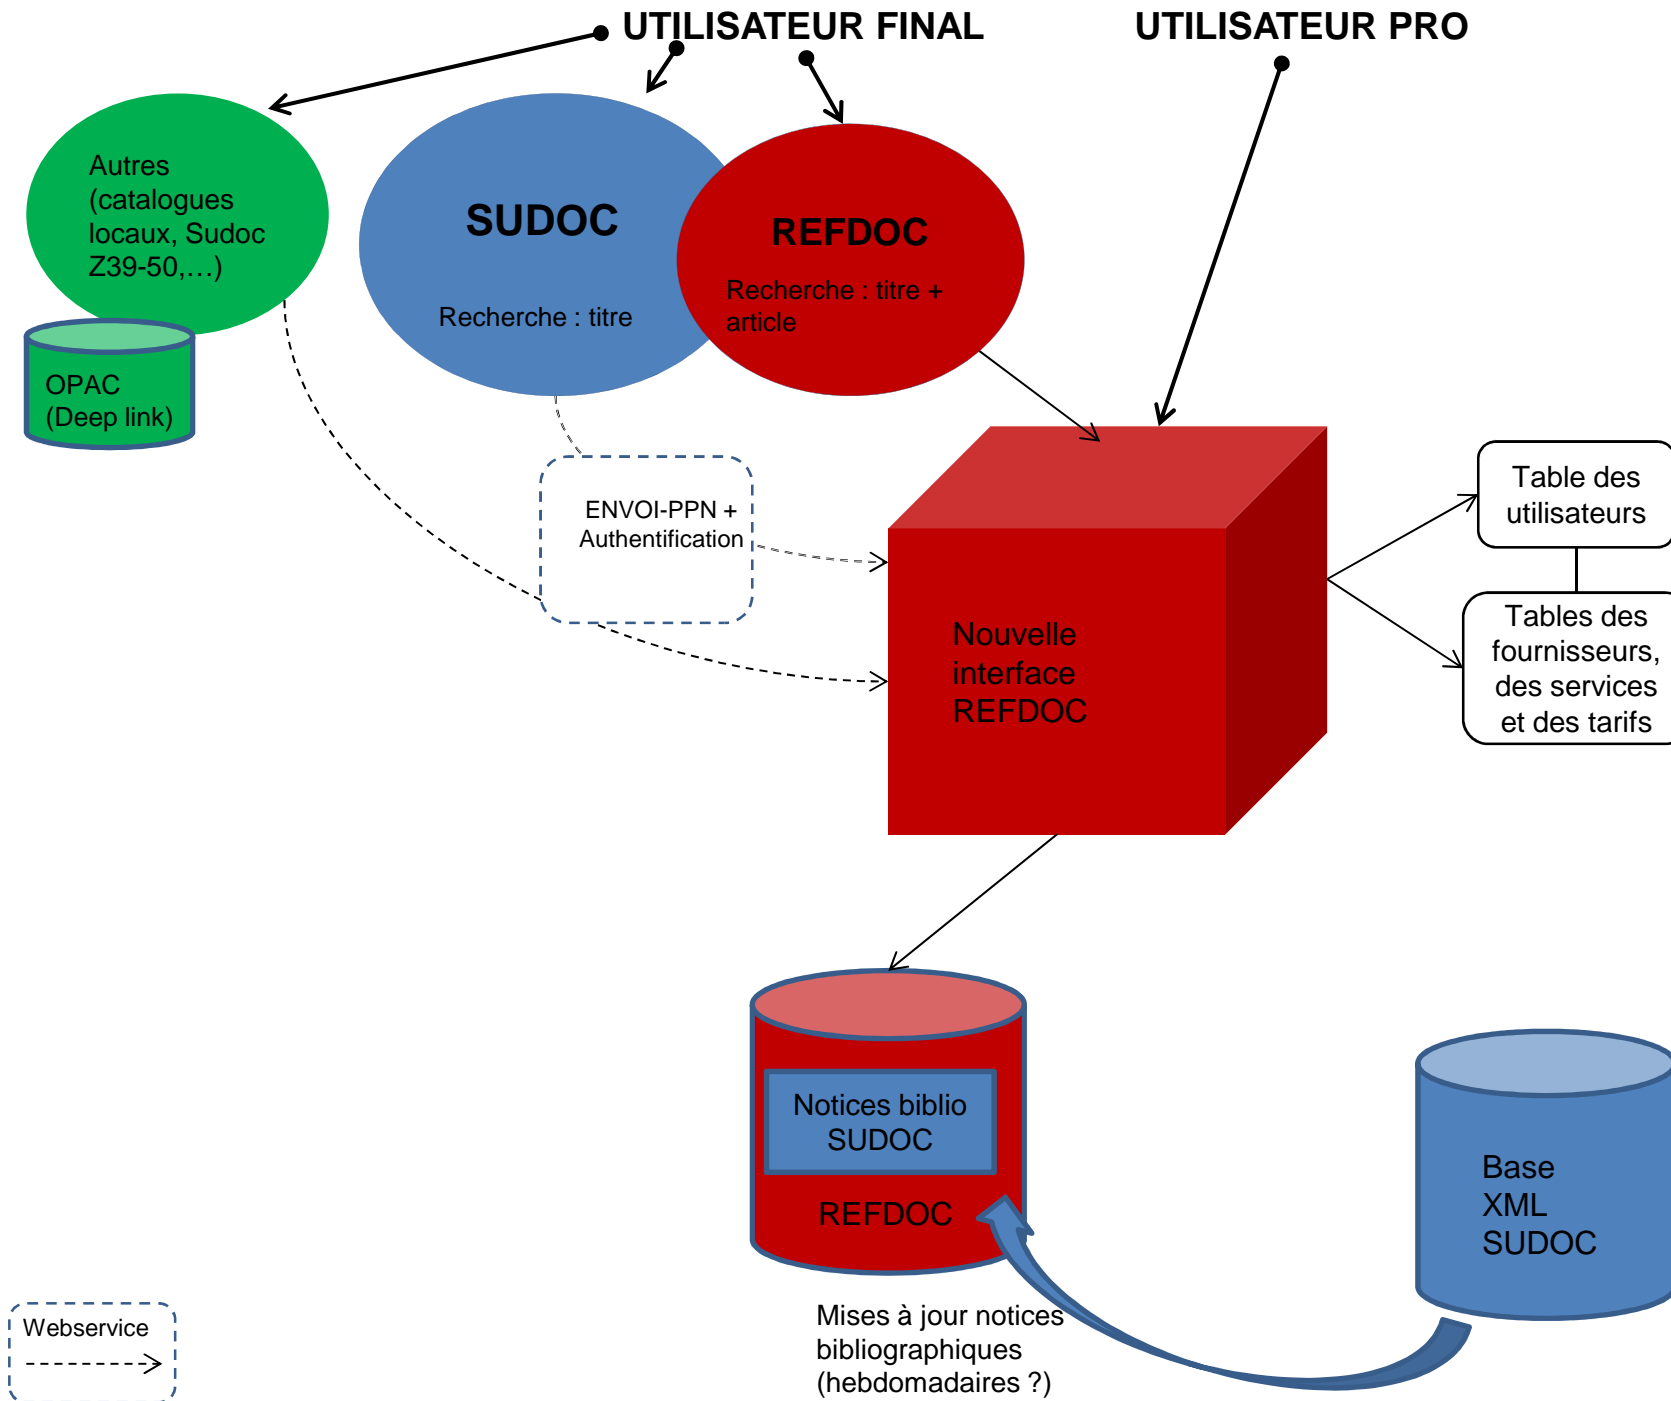 UTILISATEUR FINAL
UTILISATEUR PRO
Autres
(catalogues
locaux, Sudoc
Z39-50,…)
OPAC
(Deep link)
SUDOC
Recherche : titre
REFDOC
Recherche : titre +
article
ENVOI-PPN +
Authentification
Nouvelle
interface
REFDOC
Table des
utilisateurs
Tables des
fournisseurs,
des services
et des tarifs
Notices biblio
SUDOC
REFDOC
Base
XML
SUDOC
Mises à jour notices
bibliographiques
(hebdomadaires ?)
Webservice